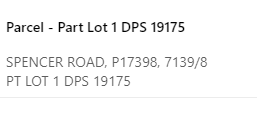 Parcel - Part Lot 1 DPS 19175
SPENCER ROAD, P17398, 7139/8
PT LOT 1 DPS 19175